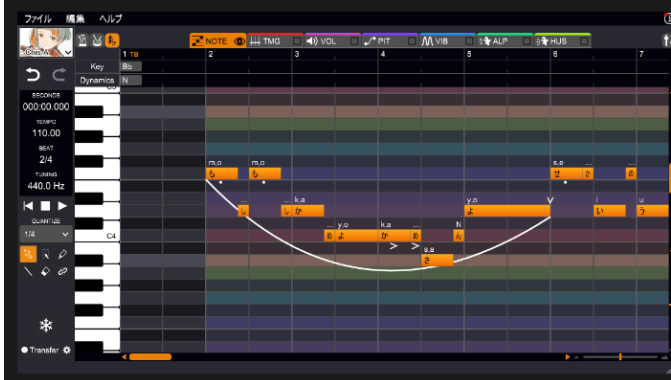 ファイル 編集 ヘルプ
NOTE TMG VOL PIT VIB ALP HUS
1 TB 2 3 4 5 6 7
Key Bb
Dynamics N
SECONDS
000:00.000
TEMPO
110.00
BEAT
2/4
TUNING
440.0 Hz
QUANTIZE
1/4
C4
m,o ... m,o ... k,a ... y,o k,a ... s,a N y,o s,e ... i ... u
も し も し か め よ か め さ ん よ せ か い の う
Transfer